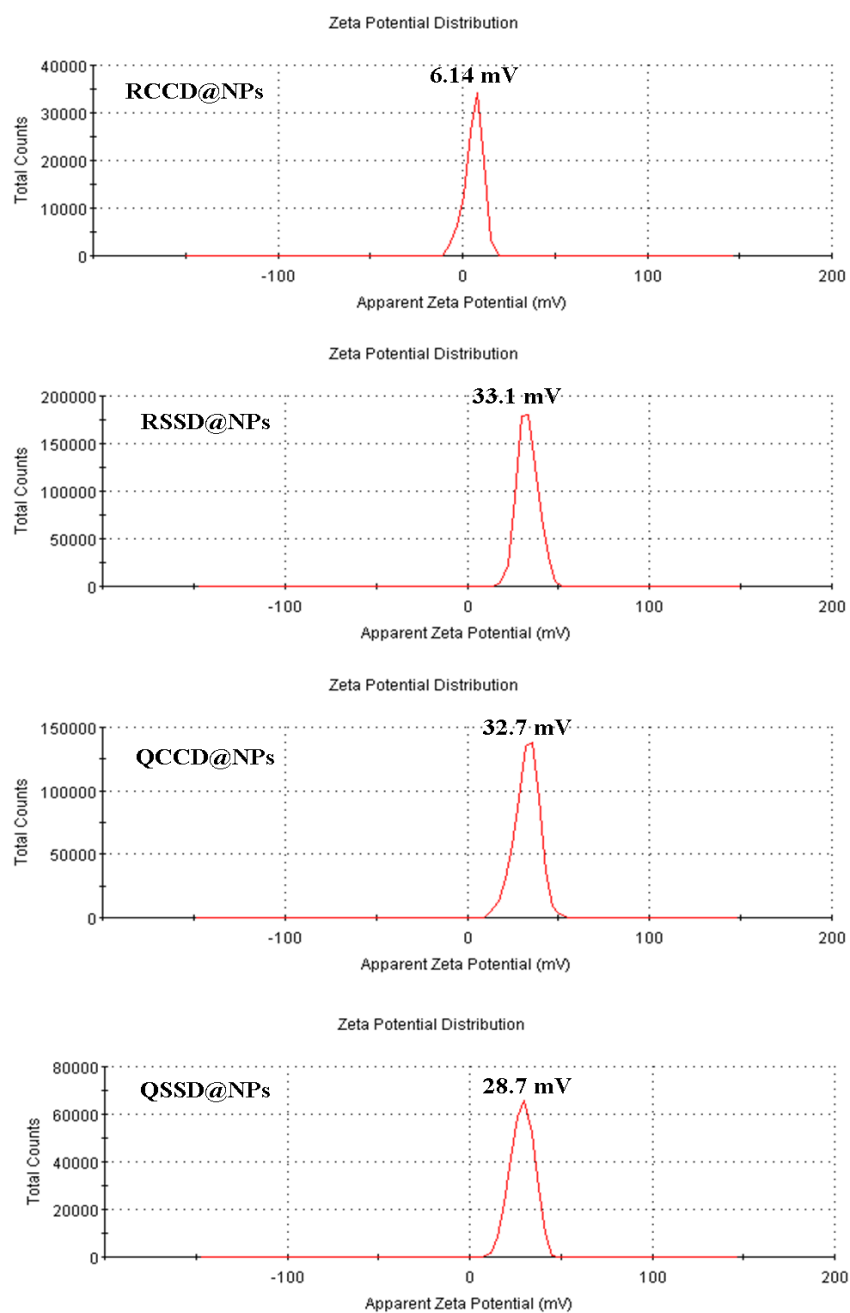 Zeta Potential Distribution
40000
30000
20000
10000
0
Total Counts
RCCD@NPs
6.14 mV
-100
0
100
200
Apparent Zeta Potential (mV)
Zeta Potential Distribution
200000
150000
100000
50000
0
Total Counts
RSSD@NPs
33.1 mV
-100
0
100
200
Apparent Zeta Potential (mV)
Zeta Potential Distribution
150000
100000
50000
0
Total Counts
QCCD@NPs
32.7 mV
-100
0
100
200
Apparent Zeta Potential (mV)
Zeta Potential Distribution
80000
60000
40000
20000
0
Total Counts
QSSD@NPs
28.7 mV
-100
0
100
200
Apparent Zeta Potential (mV)